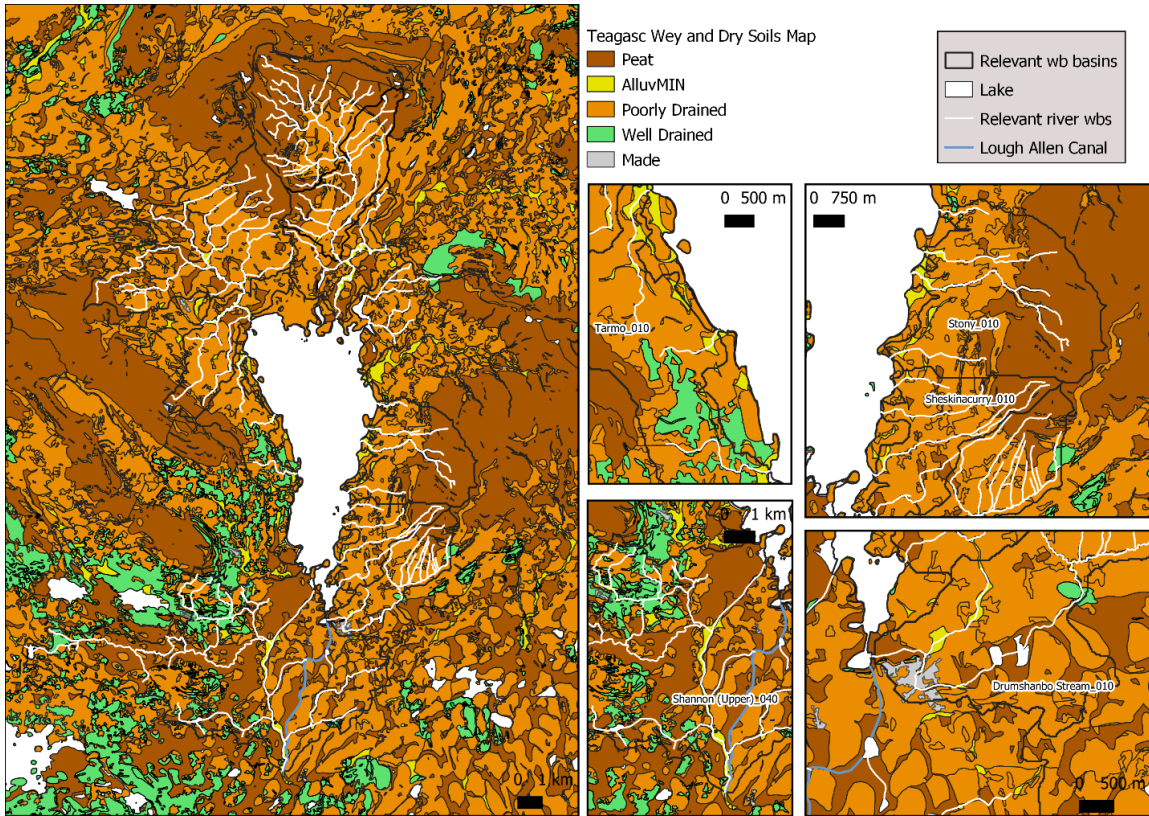 Teagasc Wey and Dry Soils Map
Peat
AlluvMIN
Poorly Drained
Well Drained
Made
Relevant wb basins
Lake
Relevant river wbs
Lough Allen Canal
0 500 m
0 750 m
Tarmo_010
Stony_010
Sheskinacurry_010
0 1 km
Shannon (Upper)_040
Drumshanbo Stream_010
0 1 km
0 500 m